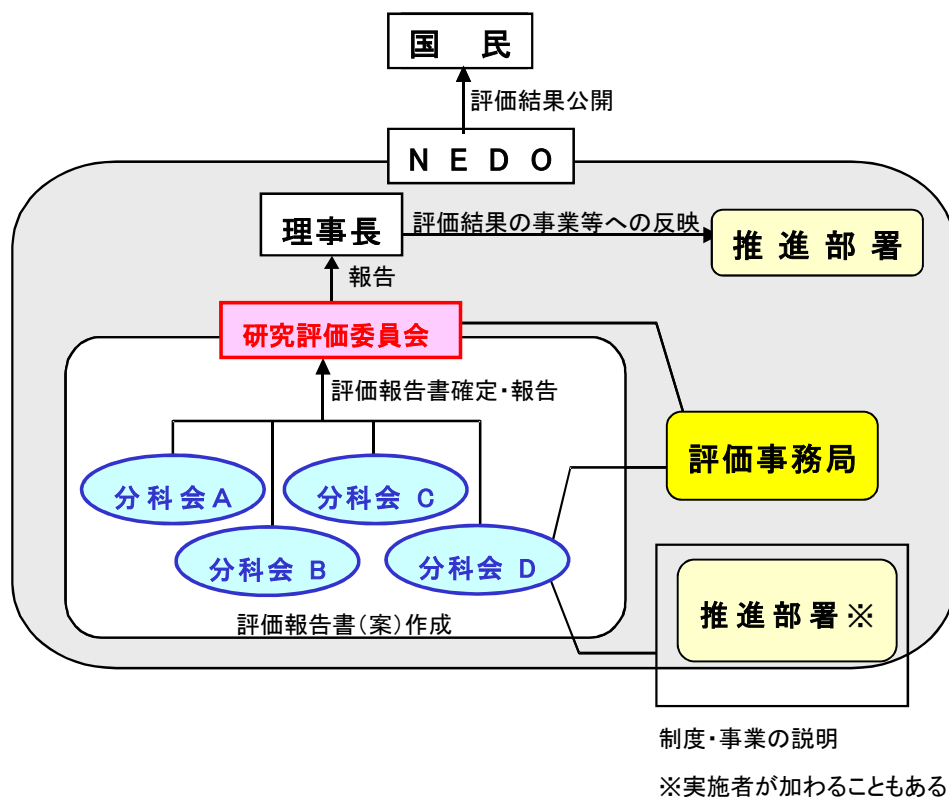 国　民
評価結果公開
N E D O
理事長
評価結果の事業等への反映
推 進 部 署
報告
研究評価委員会
評価報告書確定・報告
評価事務局
分科会A
分科会 C
分科会 B
分科会 D
推進部署※
評価報告書(案)作成
制度・事業の説明
※実施者が加わることもある